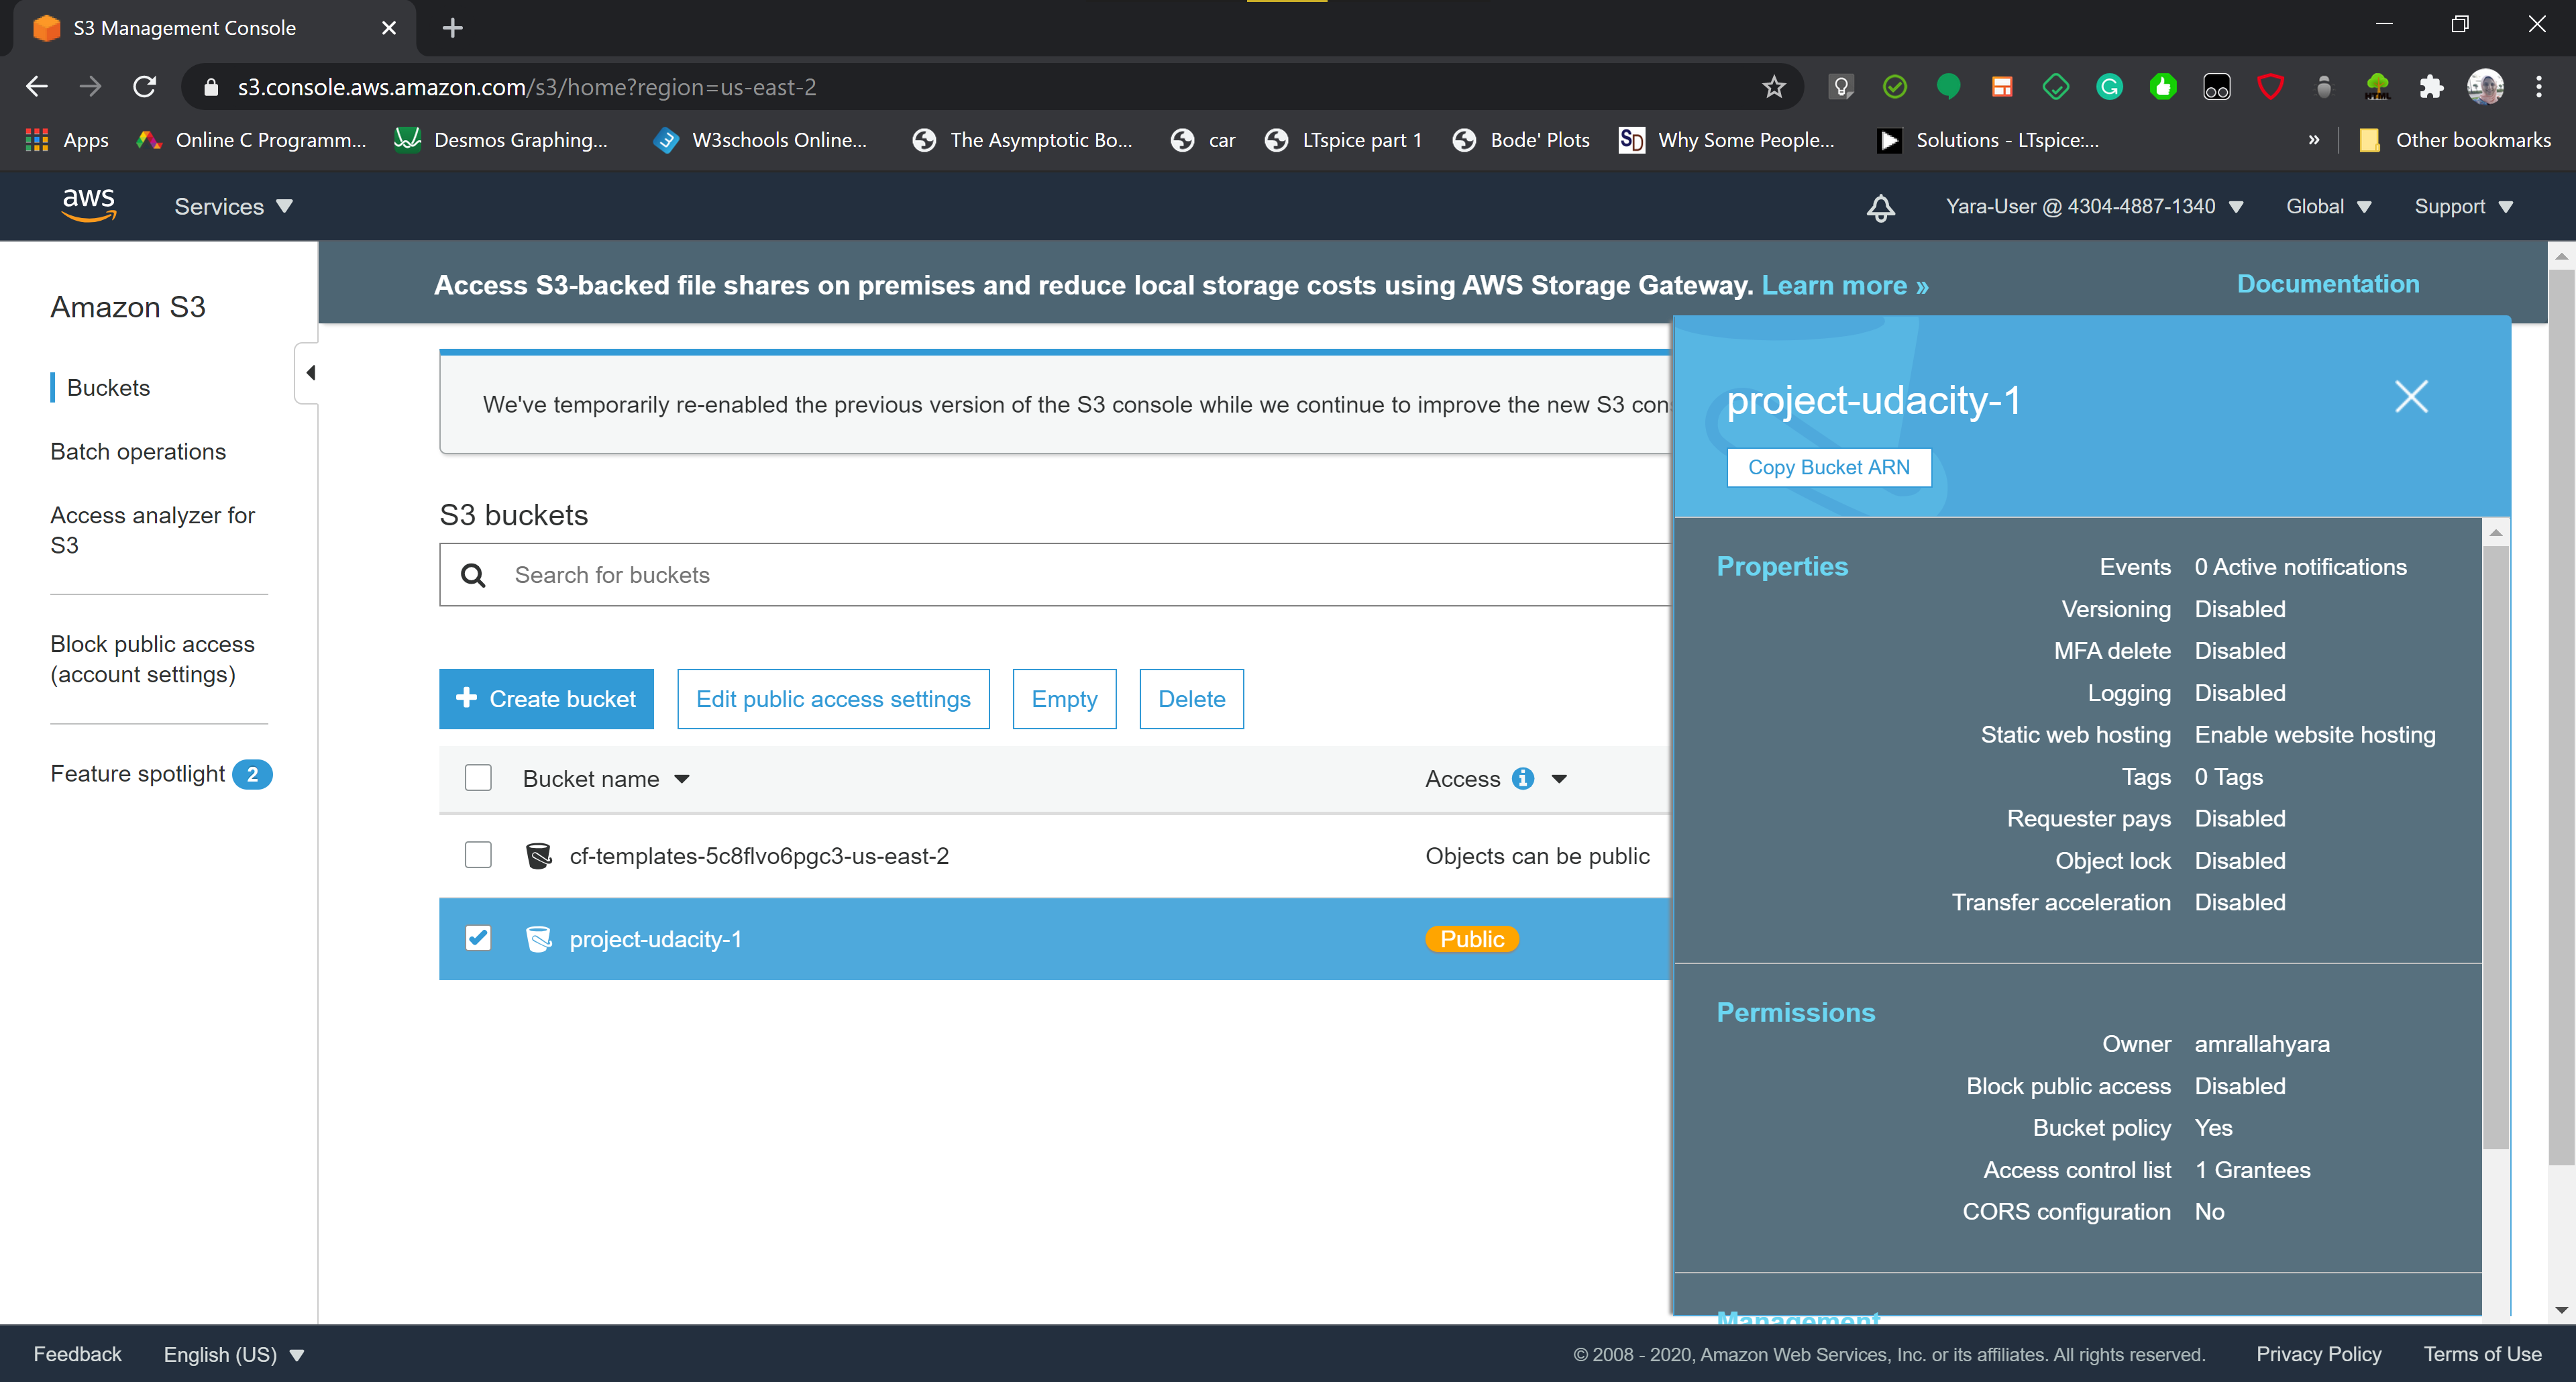 S3 Management Console
s3.console.aws.amazon.com/s3/home?region=us-east-2
Apps
Online C Programm...
Desmos Graphing...
W3schools Online...
The Asymptotic Bo...
car
LTspice part 1
Bode' Plots
SD
Why Some People...
Solutions - LTspice:...
»
Other bookmarks
aws
Services
Yara-User @ 4304-4887-1340
Global
Support
Access S3-backed file shares on premises and reduce local storage costs using AWS Storage Gateway. Learn more »
Documentation
Amazon S3
Buckets
Batch operations
Access analyzer for
S3
Block public access
(account settings)
Feature spotlight 2
We've temporarily re-enabled the previous version of the S3 console while we continue to improve the new S3 con
S3 buckets
Search for buckets
Create bucket
Edit public access settings
Empty
Delete
Bucket name
Access
cf-templates-5c8flvo6pgc3-us-east-2
Objects can be public
project-udacity-1
Public
project-udacity-1
Copy Bucket ARN
Properties
Events 0 Active notifications
Versioning Disabled
MFA delete Disabled
Logging Disabled
Static web hosting Enable website hosting
Tags 0 Tags
Requester pays Disabled
Object lock Disabled
Transfer acceleration Disabled
Permissions
Owner amrallahyara
Block public access Disabled
Bucket policy Yes
Access control list 1 Grantees
CORS configuration No
Management
Feedback
English (US)
© 2008 - 2020, Amazon Web Services, Inc. or its affiliates. All rights reserved.
Privacy Policy
Terms of Use